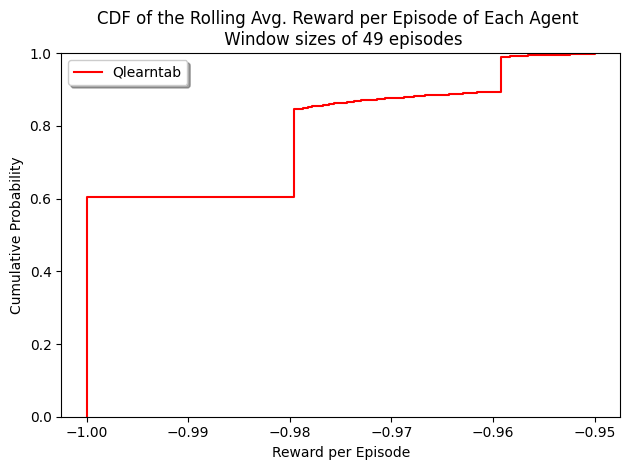 CDF of the Rolling Avg. Reward per Episode of Each Agent
Window sizes of 49 episodes
Qlearntab
1.0
0.8
0.6
0.4
0.2
0.0
Cumulative Probability
−1.00
−0.99
−0.98
−0.97
−0.96
−0.95
Reward per Episode